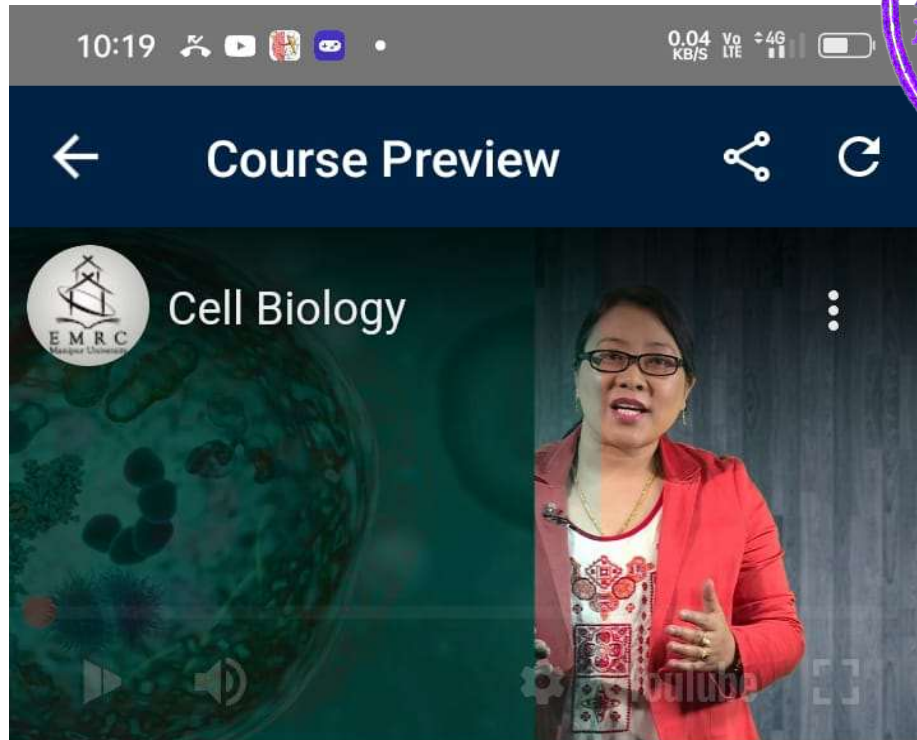 10:19
0.04 KB/S
Vo LTE
4G
Course Preview
Cell Biology
EMRC
Manipur University
YouTube